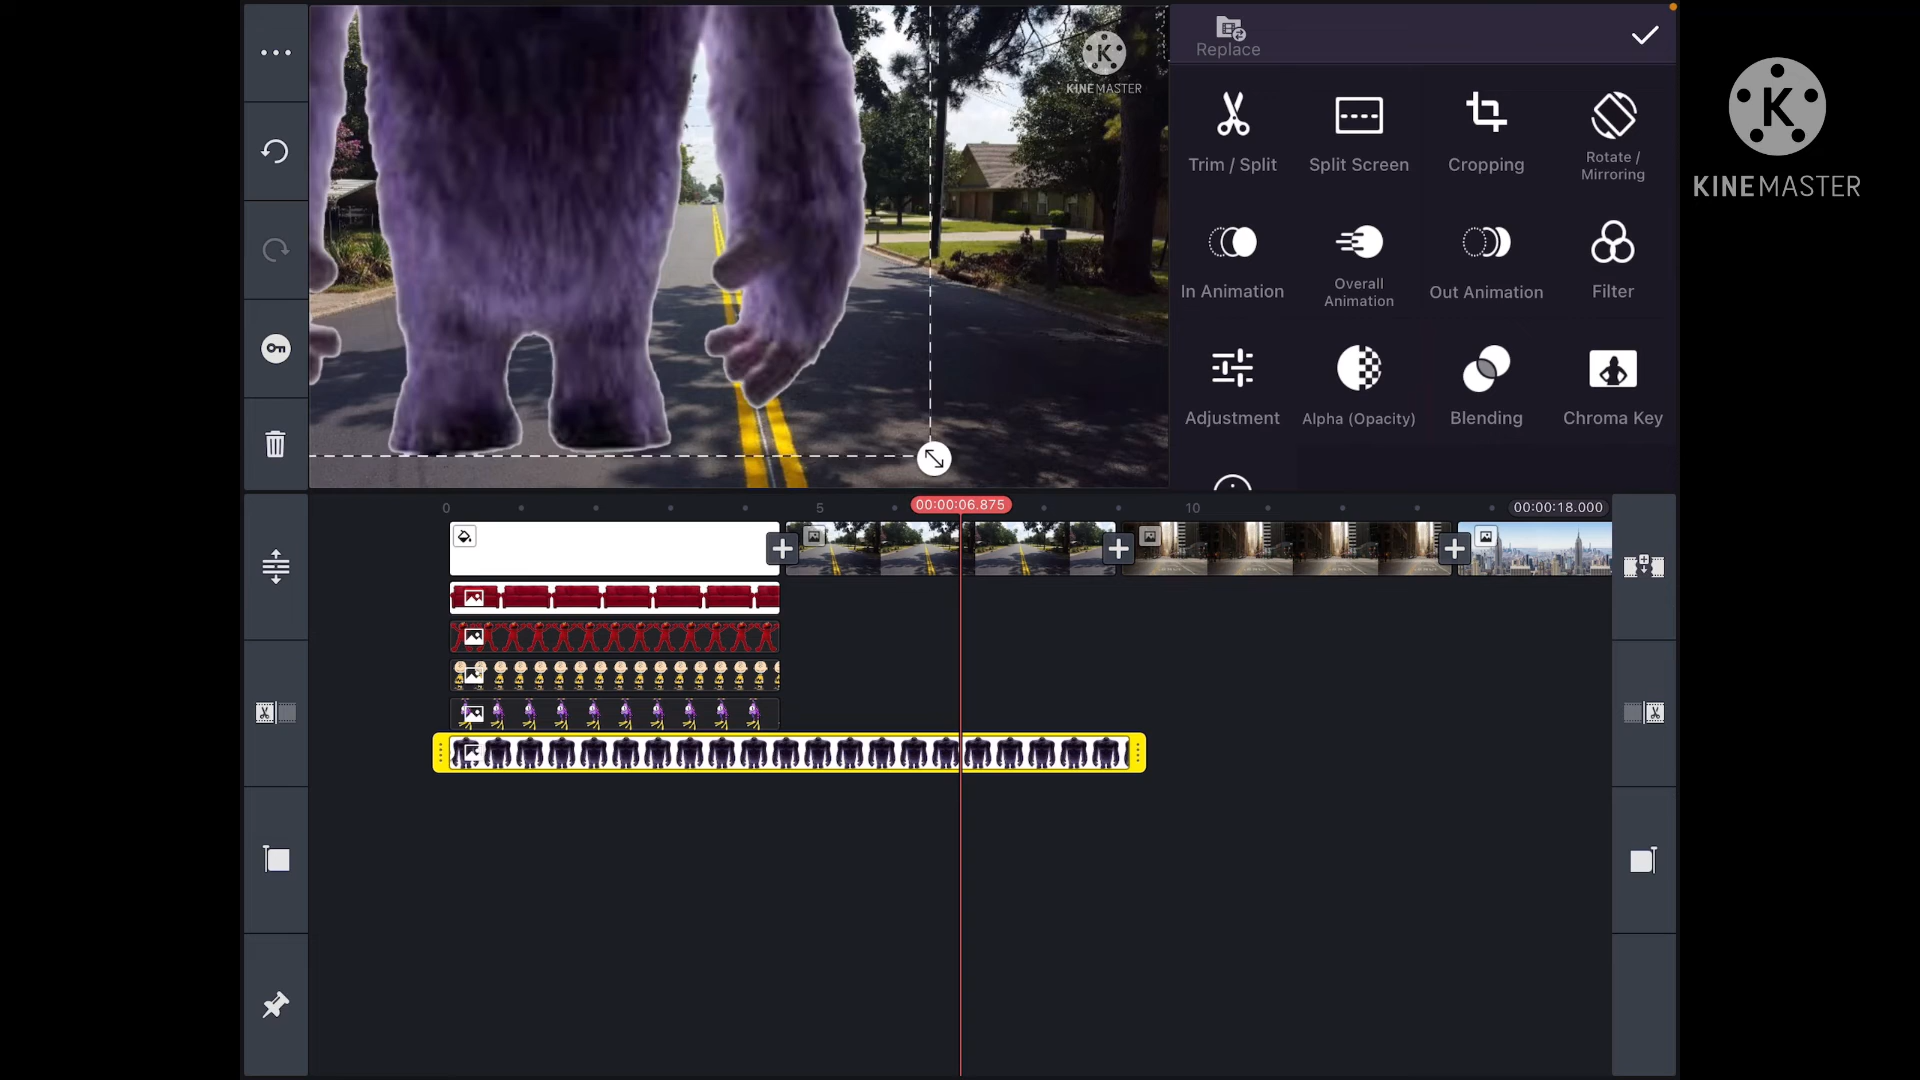 Replace
K
KINEMASTER
Trim / Split
Split Screen
Cropping
Rotate /
Mirroring
K
KINEMASTER
In Animation
Overall
Animation
Out Animation
Filter
Adjustment
Alpha (Opacity)
Blending
Chroma Key
0
5
00:00:06.875
10
00:00:18.000